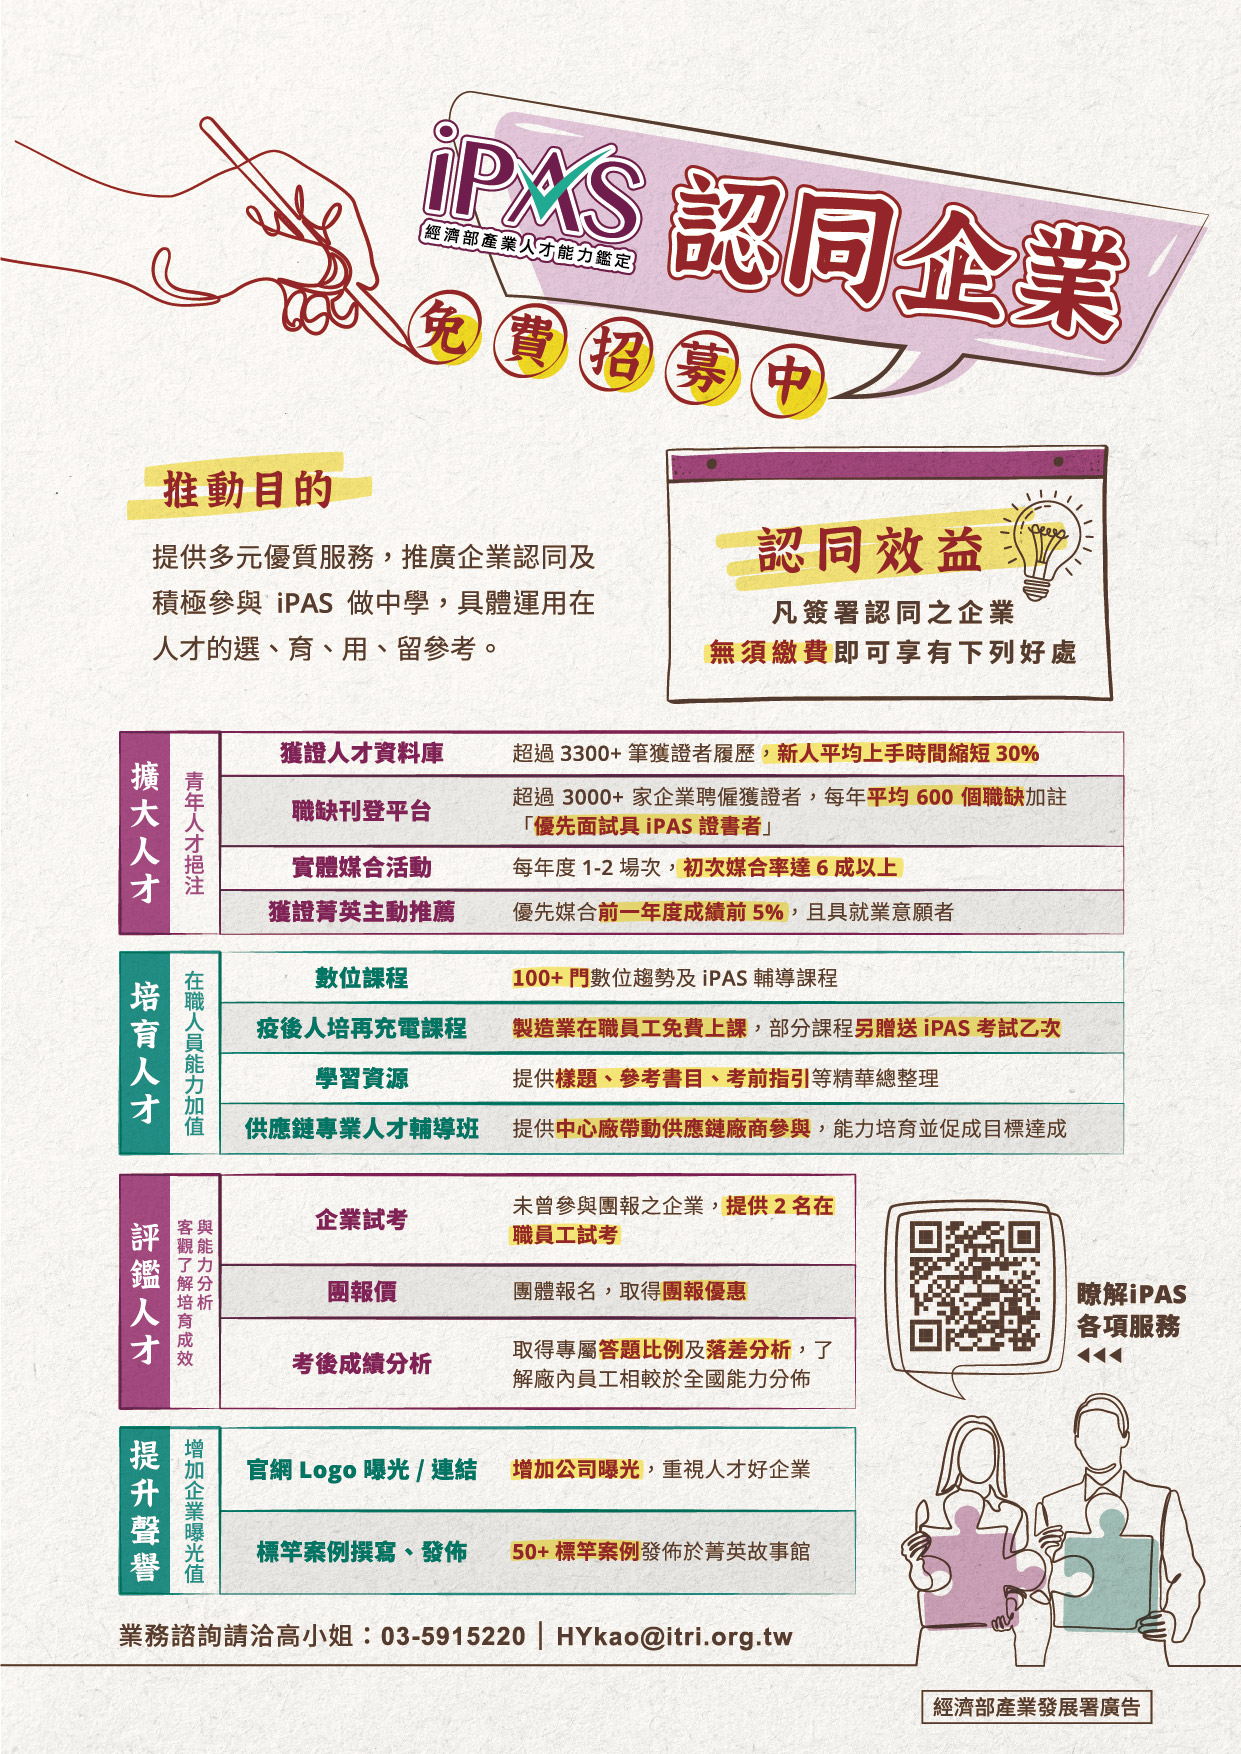 iPAS
經濟部產業人才能力鑑定
認同企業
免費招募中
推動目的
提供多元優質服務，推廣企業認同及
積極參與 iPAS 做中學，具體運用在
人才的選、育、用、留參考。
認同效益
凡簽署認同之企業
無須繳費即可享有下列好處
擴大人才
青年人才挹注
獲證人才資料庫
超過 3300+ 筆獲證者履歷，新人平均上手時間縮短 30%
職缺刊登平台
超過 3000+ 家企業聘僱獲證者，每年平均 600 個職缺加註
「優先面試具 iPAS 證書者」
實體媒合活動
每年度 1-2 場次，初次媒合率達 6 成以上
獲證菁英主動推薦
優先媒合前一年度成績前 5%，且具就業意願者
培育人才
在職人員能力加值
數位課程
100+ 門數位趨勢及 iPAS 輔導課程
疫後人培再充電課程
製造業在職員工免費上課，部分課程另贈送 iPAS 考試乙次
學習資源
提供樣題、參考書目、考前指引等精華總整理
供應鏈專業人才輔導班
提供中心廠帶動供應鏈廠商參與，能力培育並促成目標達成
評鑑人才
客觀了解培育成效
與能力分析
企業試考
未曾參與團報之企業，提供 2 名在
職員工試考
團報價
團體報名，取得團報優惠
考後成績分析
取得專屬答題比例及落差分析，了
解廠內員工相較於全國能力分佈
瞭解iPAS
各項服務
提升聲譽
增加企業曝光值
官網 Logo 曝光 / 連結
增加公司曝光，重視人才好企業
標竿案例撰寫、發佈
50+ 標竿案例發佈於菁英故事館
業務諮詢請洽高小姐：03-5915220｜HYkao@itri.org.tw
經濟部產業發展署廣告